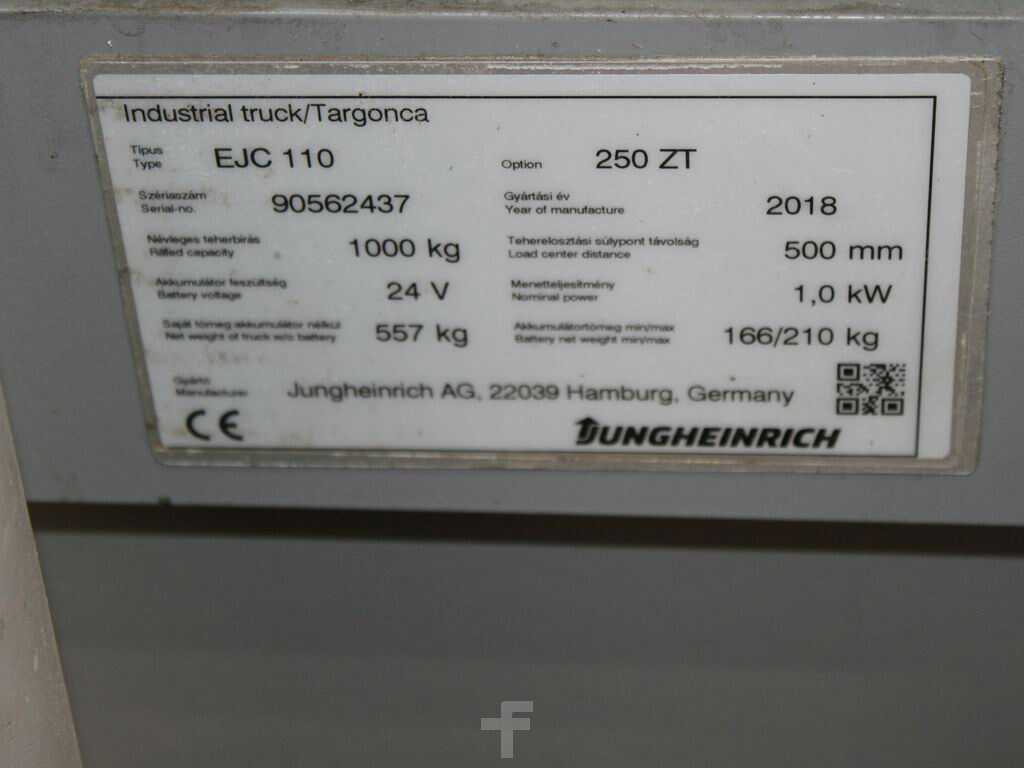 Industrial truck/Targonca
Típus
Type EJC 110 Option 250 ZT
Szériaszám Gyártási év
Serial-no. 90562437 Year of manufacture 2018
Névleges teherbírás Teherelosztási súlypont távolság
Rated capacity 1000 kg Load center distance 500 mm
Akkumulátor feszültség Menetteljesítmény
Battery voltage 24 V Nominal power 1,0 kW
Saját tömeg akkumulátor nélkül Akkumulátortömeg min/max
Net weight of truck w/o battery 557 kg Battery net weight min/max 166/210 kg
Gyártó
Manufacturer Jungheinrich AG, 22039 Hamburg, Germany
CE JUNGHEINRICH
F